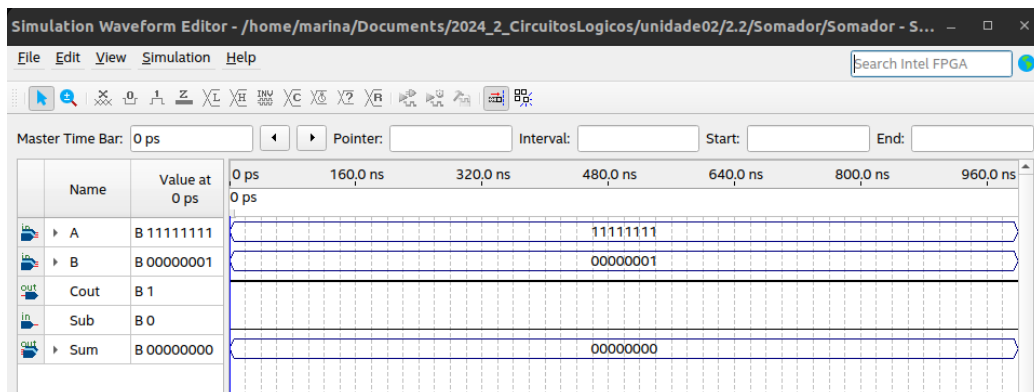 Simulation Waveform Editor - /home/marina/Documents/2024_2_CircuitosLogicos/unidade02/2.2/Somador/Somador - S...
File Edit View Simulation Help
Search Intel FPGA
Master Time Bar: 0 ps Pointer: Interval: Start: End:
Name Value at 0 ps
0 ps 160.0 ns 320.0 ns 480.0 ns 640.0 ns 800.0 ns 960.0 ns
0 ps
A B 11111111 11111111
B B 00000001 00000001
Cout B 1
Sub B 0
Sum B 00000000 00000000